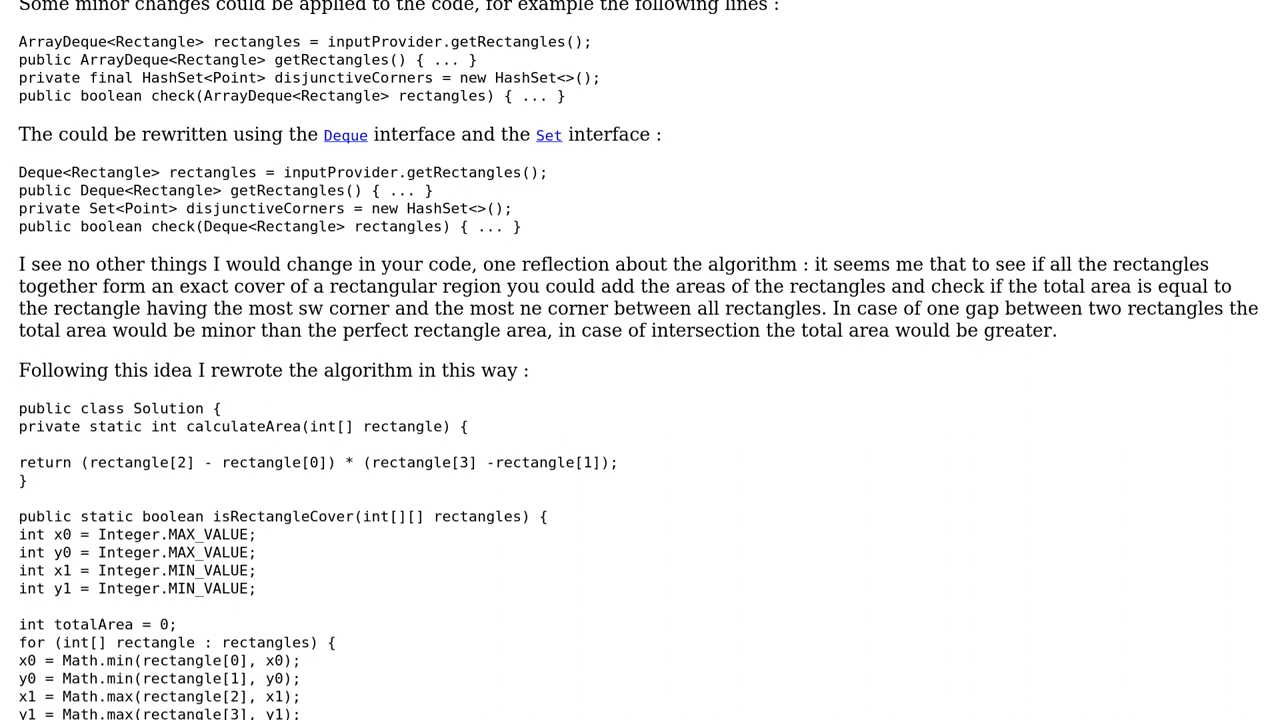 Some minor changes could be applied to the code, for example the following lines :
ArrayDeque<Rectangle> rectangles = inputProvider.getRectangles();
public ArrayDeque<Rectangle> getRectangles() { ... }
private final HashSet<Point> disjunctiveCorners = new HashSet<>();
public boolean check(ArrayDeque<Rectangle> rectangles) { ... }
The could be rewritten using the Deque interface and the Set interface :
Deque<Rectangle> rectangles = inputProvider.getRectangles();
public Deque<Rectangle> getRectangles() { ... }
private Set<Point> disjunctiveCorners = new HashSet<>();
public boolean check(Deque<Rectangle> rectangles) { ... }
I see no other things I would change in your code, one reflection about the algorithm : it seems me that to see if all the rectangles
together form an exact cover of a rectangular region you could add the areas of the rectangles and check if the total area is equal to
the rectangle having the most sw corner and the most ne corner between all rectangles. In case of one gap between two rectangles the
total area would be minor than the perfect rectangle area, in case of intersection the total area would be greater.
Following this idea I rewrote the algorithm in this way :
public class Solution {
private static int calculateArea(int[] rectangle) {
return (rectangle[2] - rectangle[0]) * (rectangle[3] -rectangle[1]);
}
public static boolean isRectangleCover(int[][] rectangles) {
int x0 = Integer.MAX_VALUE;
int y0 = Integer.MAX_VALUE;
int x1 = Integer.MIN_VALUE;
int y1 = Integer.MIN_VALUE;
int totalArea = 0;
for (int[] rectangle : rectangles) {
x0 = Math.min(rectangle[0], x0);
y0 = Math.min(rectangle[1], y0);
x1 = Math.max(rectangle[2], x1);
y1 = Math.max(rectangle[3], y1);